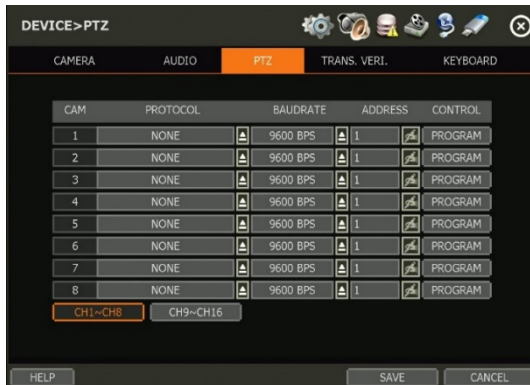 DEVICE>PTZ
CAMERA AUDIO PTZ TRANS. VERI. KEYBOARD
CAM PROTOCOL BAUDRATE ADDRESS CONTROL
1 NONE 9600 BPS 1 PROGRAM
2 NONE 9600 BPS 1 PROGRAM
3 NONE 9600 BPS 1 PROGRAM
4 NONE 9600 BPS 1 PROGRAM
5 NONE 9600 BPS 1 PROGRAM
6 NONE 9600 BPS 1 PROGRAM
7 NONE 9600 BPS 1 PROGRAM
8 NONE 9600 BPS 1 PROGRAM
CH1~CH8 CH9~CH16
HELP SAVE CANCEL